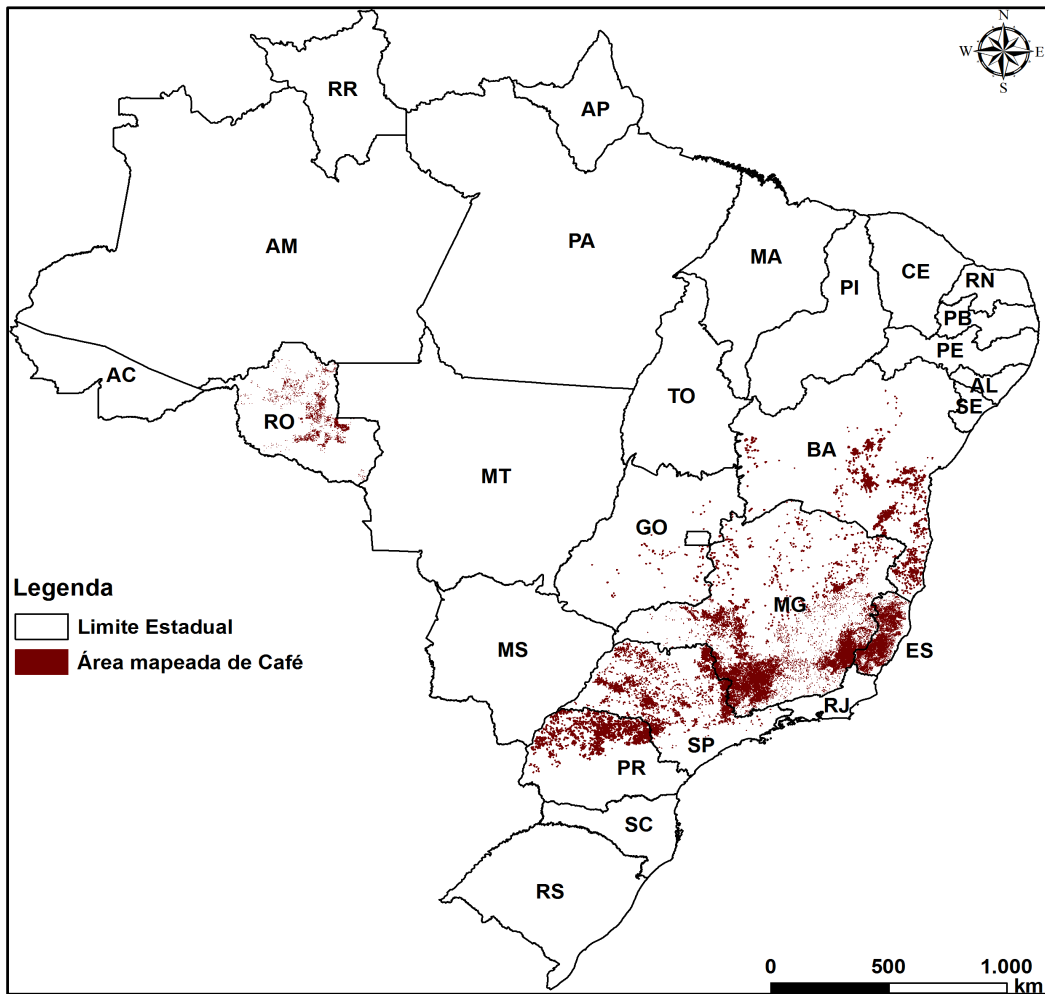 N
W E
S
RR
AP
AM
PA
MA
CE
RN
PI
PB
PE
AC
TO
AL
SE
RO
BA
MT
GO
Legenda
MG
Limite Estadual
MS
ES
Área mapeada de Café
RJ
SP
PR
SC
RS
0 500 1.000
km